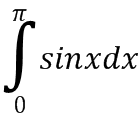 π
∫ sinxdx
0